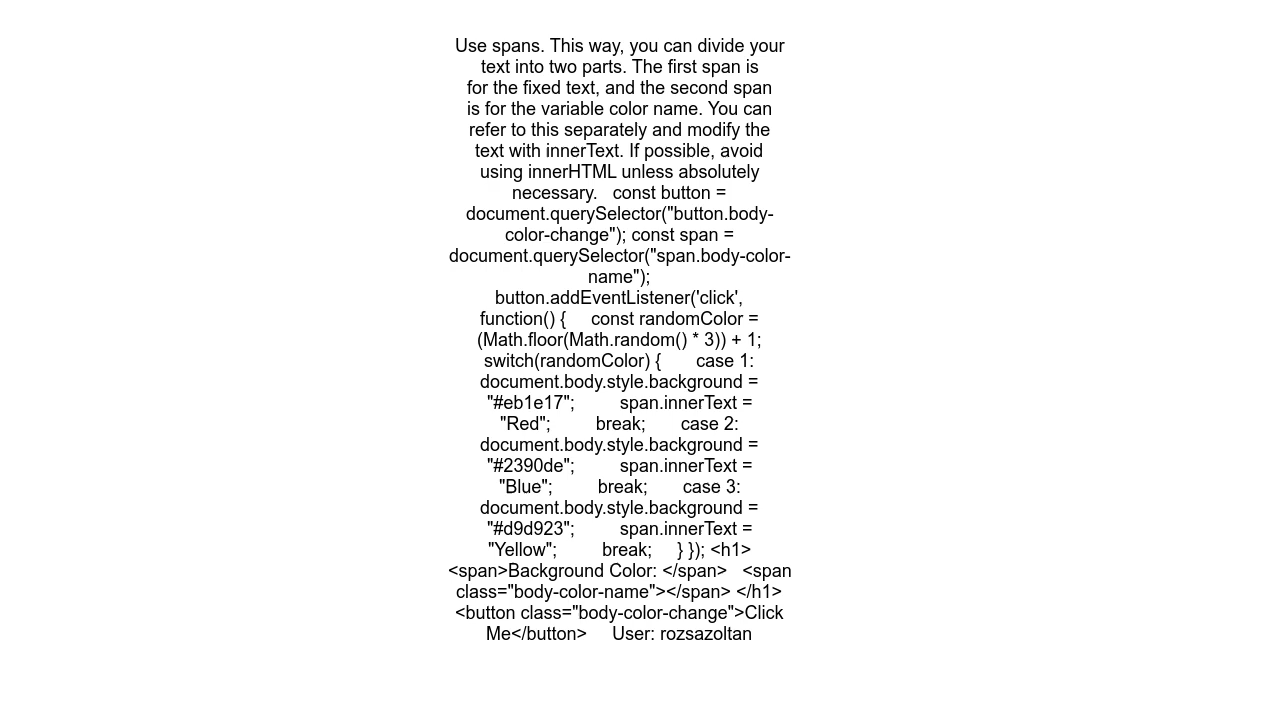 Use spans. This way, you can divide your
text into two parts. The first span is
for the fixed text, and the second span
is for the variable color name. You can
refer to this separately and modify the
text with innerText. If possible, avoid
using innerHTML unless absolutely
necessary.   const button =
document.querySelector("button.body-
color-change"); const span =
document.querySelector("span.body-color-
name");
button.addEventListener('click',
function() {     const randomColor =
(Math.floor(Math.random() * 3)) + 1;
switch(randomColor) {       case 1:
document.body.style.background =
"#eb1e17";         span.innerText =
"Red";         break;       case 2:
document.body.style.background =
"#2390de";         span.innerText =
"Blue";         break;       case 3:
document.body.style.background =
"#d9d923";         span.innerText =
"Yellow";         break;     } }); <h1>
<span>Background Color: </span>   <span
class="body-color-name"></span> </h1>
<button class="body-color-change">Click
Me</button>     User: rozsazoltan